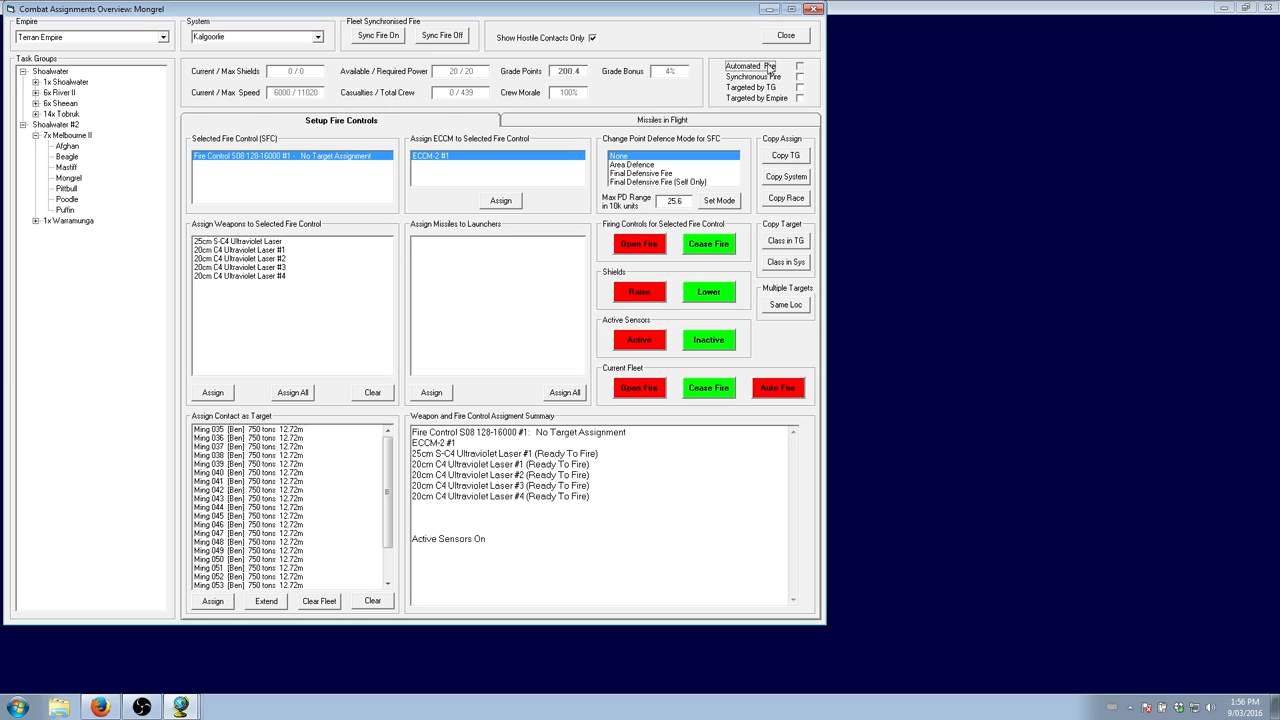 Combat Assignments Overview: Mongrel
Empire
Terran Empire
System
Kalgoorlie
Fleet Synchronised Fire
Sync Fire On
Sync Fire Off
Show Hostile Contacts Only
Close
Task Groups
Shoalwater
1x Shoalwater
6x River II
6x Sheean
14x Tobruk
Shoalwater #2
7x Melbourne II
Afghan
Beagle
Mastiff
Mongrel
Pittbull
Poodle
Puffin
1x Warramunga
Current / Max Shields
0 / 0
Available / Required Power
20 / 20
Grade Points
200.4
Grade Bonus
4%
Current / Max Speed
6000 / 11020
Casualties / Total Crew
0 / 439
Crew Morale
100%
Automated
Synchronous Fire
Targeted by TG
Targeted by Empire
Setup Fire Controls
Missiles in Flight
Selected Fire Control (SFC)
Fire Control S08 128-16000 #1 - No Target Assignment
Assign ECCM to Selected Fire Control
ECCM-2 #1
Assign
Change Point Defence Mode for SFC
None
Area Defence
Final Defensive Fire
Final Defensive Fire (Self Only)
Max PD Range
in 10k units
25.6
Set Mode
Copy Assign
Copy TG
Copy System
Copy Race
Assign Weapons to Selected Fire Control
25cm S-C4 Ultraviolet Laser
20cm C4 Ultraviolet Laser #1
20cm C4 Ultraviolet Laser #2
20cm C4 Ultraviolet Laser #3
20cm C4 Ultraviolet Laser #4
Assign
Assign All
Clear
Assign Missiles to Launchers
Assign
Assign All
Firing Controls for Selected Fire Control
Open Fire
Cease Fire
Shields
Raise
Lower
Active Sensors
Active
Inactive
Current Fleet
Open Fire
Cease Fire
Auto Fire
Copy Target
Class in TG
Class in Sys
Multiple Targets
Same Loc
Assign Contact as Target
Ming 035 [Ben] 750 tons 12.72m
Ming 036 [Ben] 750 tons 12.72m
Ming 037 [Ben] 750 tons 12.72m
Ming 038 [Ben] 750 tons 12.72m
Ming 039 [Ben] 750 tons 12.72m
Ming 040 [Ben] 750 tons 12.72m
Ming 041 [Ben] 750 tons 12.72m
Ming 042 [Ben] 750 tons 12.72m
Ming 043 [Ben] 750 tons 12.72m
Ming 044 [Ben] 750 tons 12.72m
Ming 045 [Ben] 750 tons 12.72m
Ming 046 [Ben] 750 tons 12.72m
Ming 047 [Ben] 750 tons 12.72m
Ming 048 [Ben] 750 tons 12.72m
Ming 049 [Ben] 750 tons 12.72m
Ming 050 [Ben] 750 tons 12.72m
Ming 051 [Ben] 750 tons 12.72m
Ming 052 [Ben] 750 tons 12.72m
Ming 053 [Ben] 750 tons 12.72m
Assign
Extend
Clear Fleet
Clear
Weapon and Fire Control Assigment Summary
Fire Control S08 128-16000 #1: No Target Assignment
ECCM-2 #1
25cm S-C4 Ultraviolet Laser #1 (Ready To Fire)
20cm C4 Ultraviolet Laser #1 (Ready To Fire)
20cm C4 Ultraviolet Laser #2 (Ready To Fire)
20cm C4 Ultraviolet Laser #3 (Ready To Fire)
20cm C4 Ultraviolet Laser #4 (Ready To Fire)
Active Sensors On
1:56 PM
9/03/2016